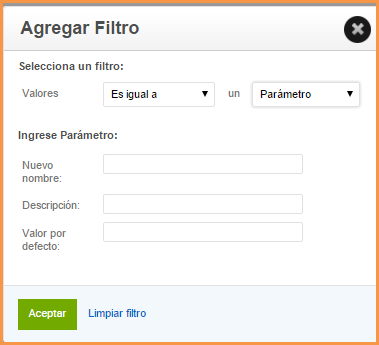 Agregar Filtro
Selecciona un filtro:
Valores Es igual a un Parámetro
Ingrese Parámetro:
Nuevo
nombre:
Descripción:
Valor por
defecto:
Aceptar Limpiar filtro